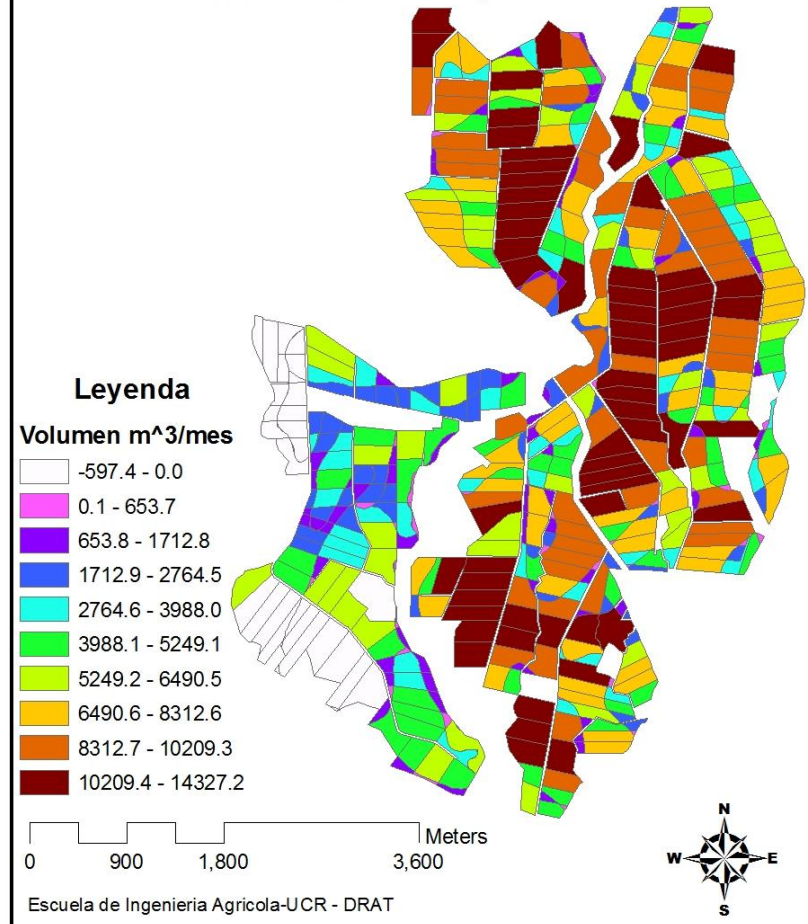 Leyenda
Volumen m^3/mes
-597.4 - 0.0
0.1 - 653.7
653.8 - 1712.8
1712.9 - 2764.5
2764.6 - 3988.0
3988.1 - 5249.1
5249.2 - 6490.5
6490.6 - 8312.6
8312.7 - 10209.3
10209.4 - 14327.2
Meters
0 900 1,800 3,600
N
W E
S
Escuela de Ingenieria Agricola-UCR - DRAT